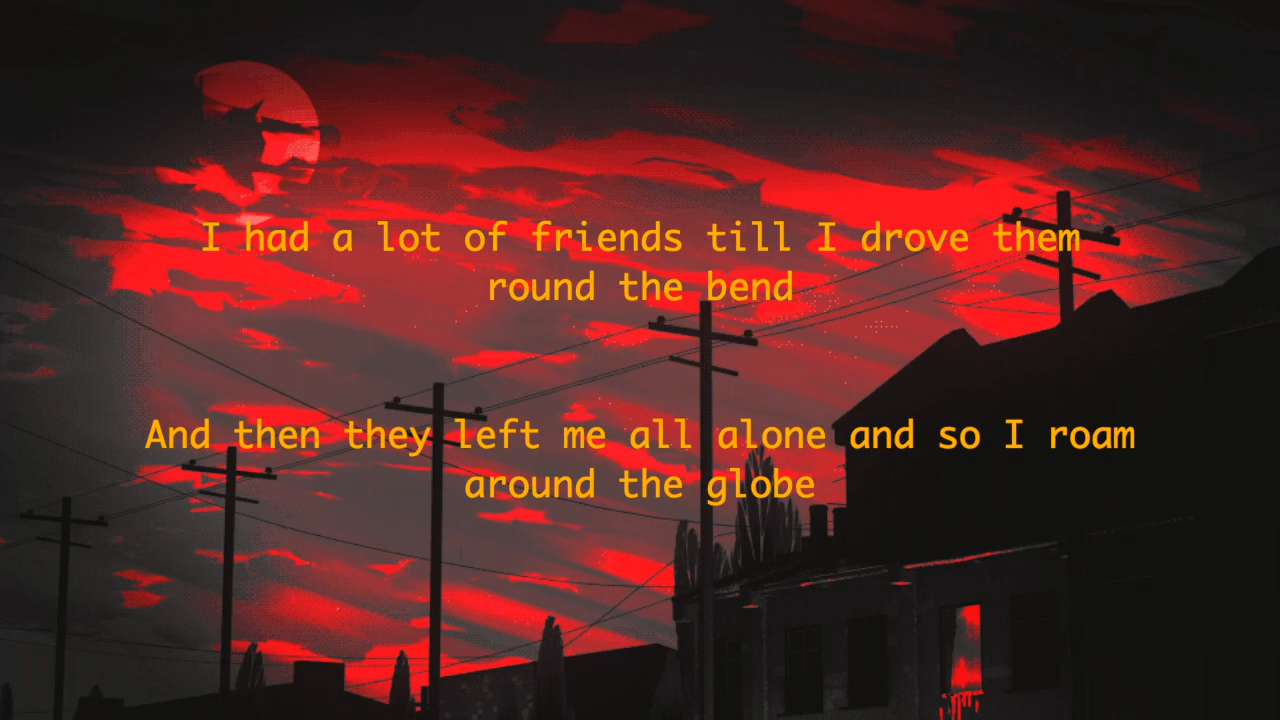 I had a lot of friends till I drove them
round the bend
And then they left me all alone and so I roam
around the globe